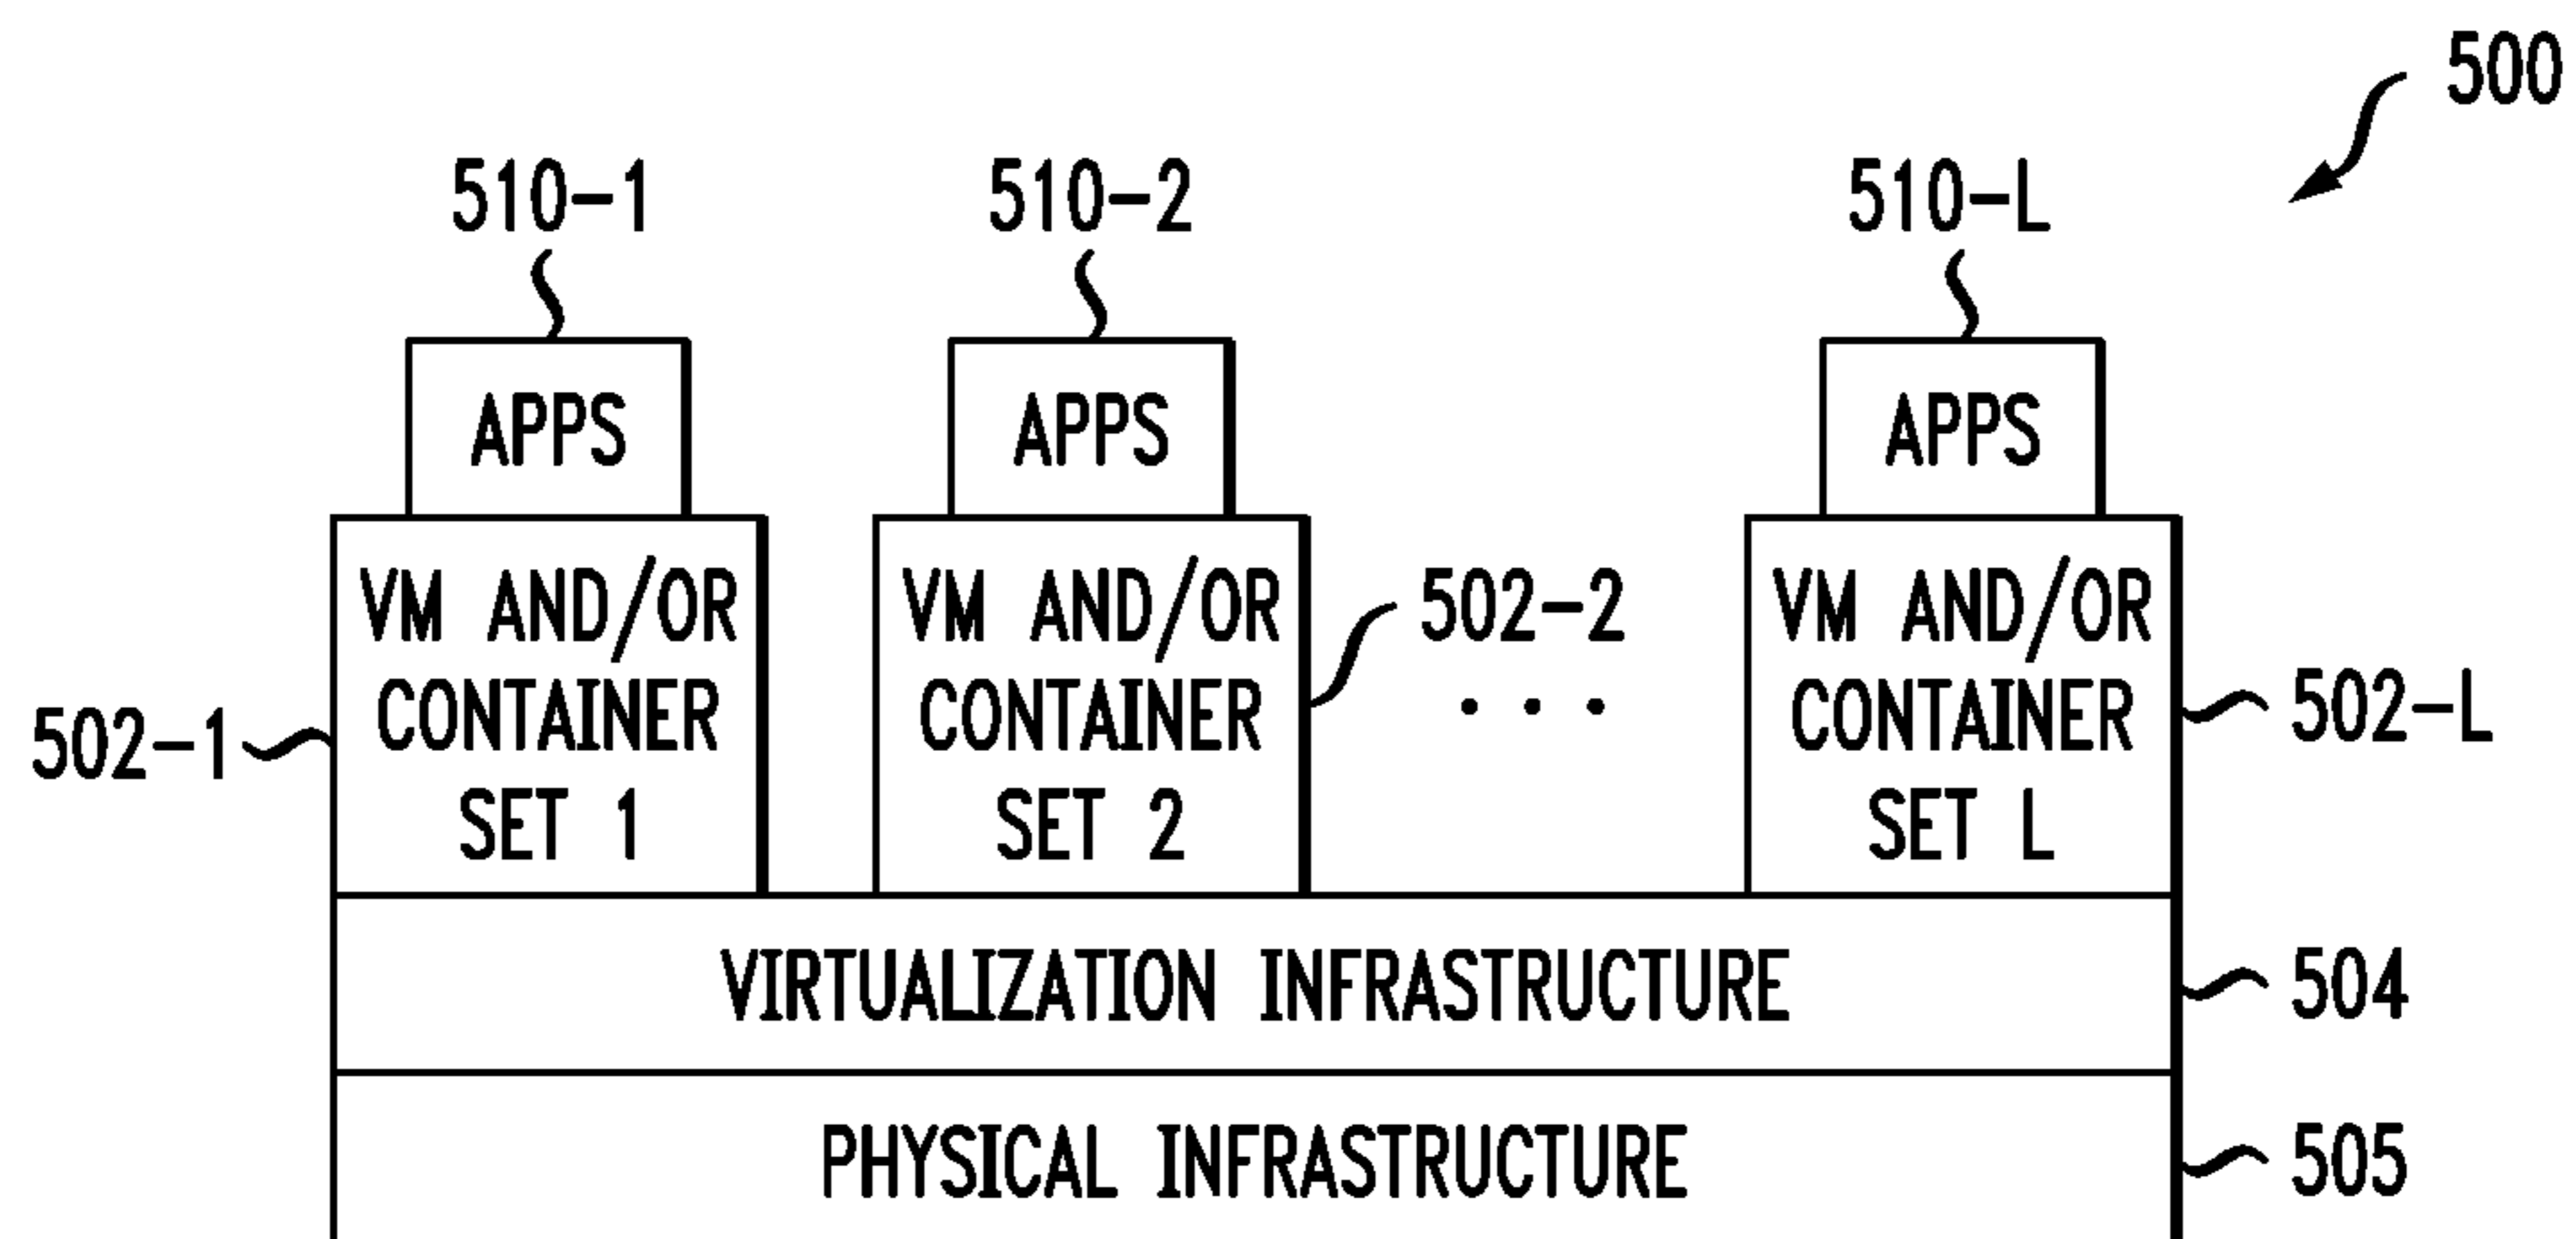 500
510-1 510-2 510-L
APPS APPS APPS
VM AND/OR VM AND/OR VM AND/OR
502-2
CONTAINER CONTAINER . . . CONTAINER
502-1 502-L
SET 1 SET 2 SET L
VIRTUALIZATION INFRASTRUCTURE 504
PHYSICAL INFRASTRUCTURE 505